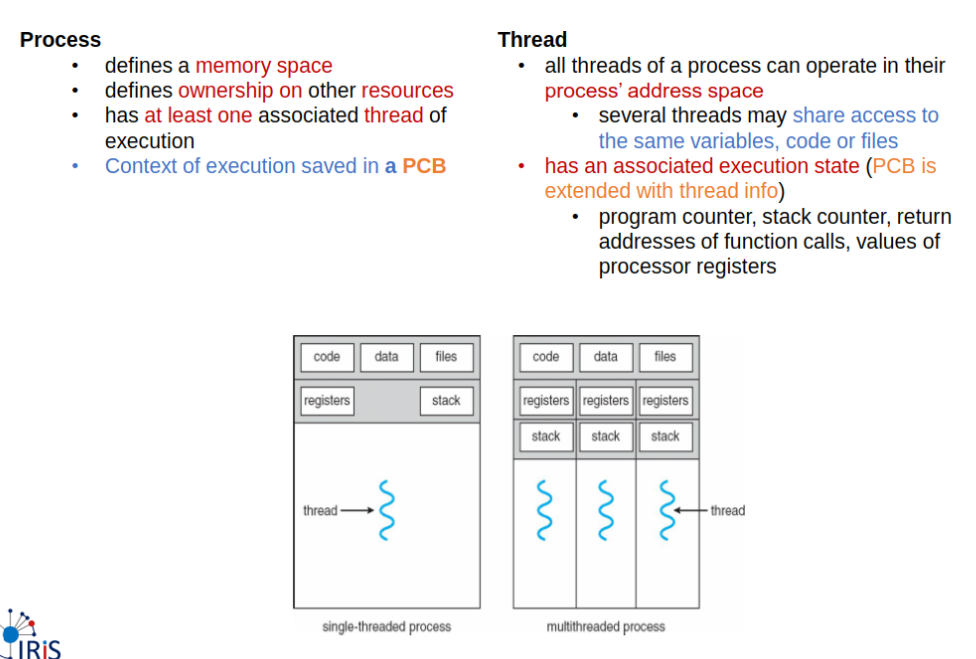 Process
• defines a memory space
• defines ownership on other resources
• has at least one associated thread of
execution
• Context of execution saved in a PCB
Thread
• all threads of a process can operate in their
process’ address space
• several threads may share access to
the same variables, code or files
• has an associated execution state (PCB is
extended with thread info)
• program counter, stack counter, return
addresses of function calls, values of
processor registers
code data files
registers stack
thread
single-threaded process
code data files
registers registers registers
stack stack stack
thread
multithreaded process
IRiS